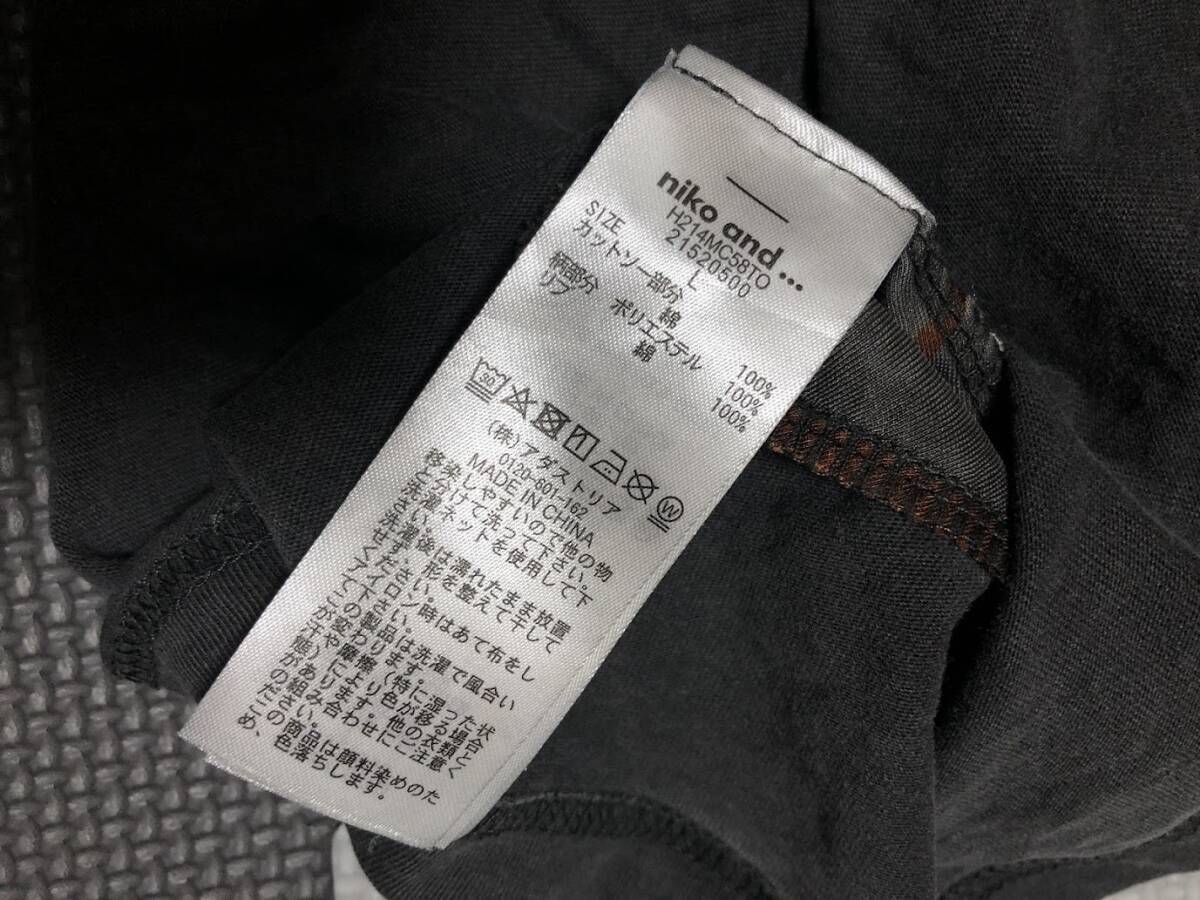 niko and ...
H214MC58TO
21520500
SIZE L
カットソー部分 綿 100%
柄部分 ポリエステル 100%
リブ 綿 100%
30
W
(株)アダストリア
0120-601-162
MADE IN CHINA
移染しやすいので他の物
と分けて洗って下さい。
洗濯ネットを使用して下
さい。
洗濯後は濡れたまま放置
せず、形を整えて干して
ください。
アイロン時はあて布をし
て下さい。
この製品は洗濯で風合い
が変わります。
汗や摩擦(特に湿った状
態)により色が移る場合
があります。他の衣類と
の組み合わせにご注意く
ださい。
この商品は顔料染めのた
め、色落ちします。